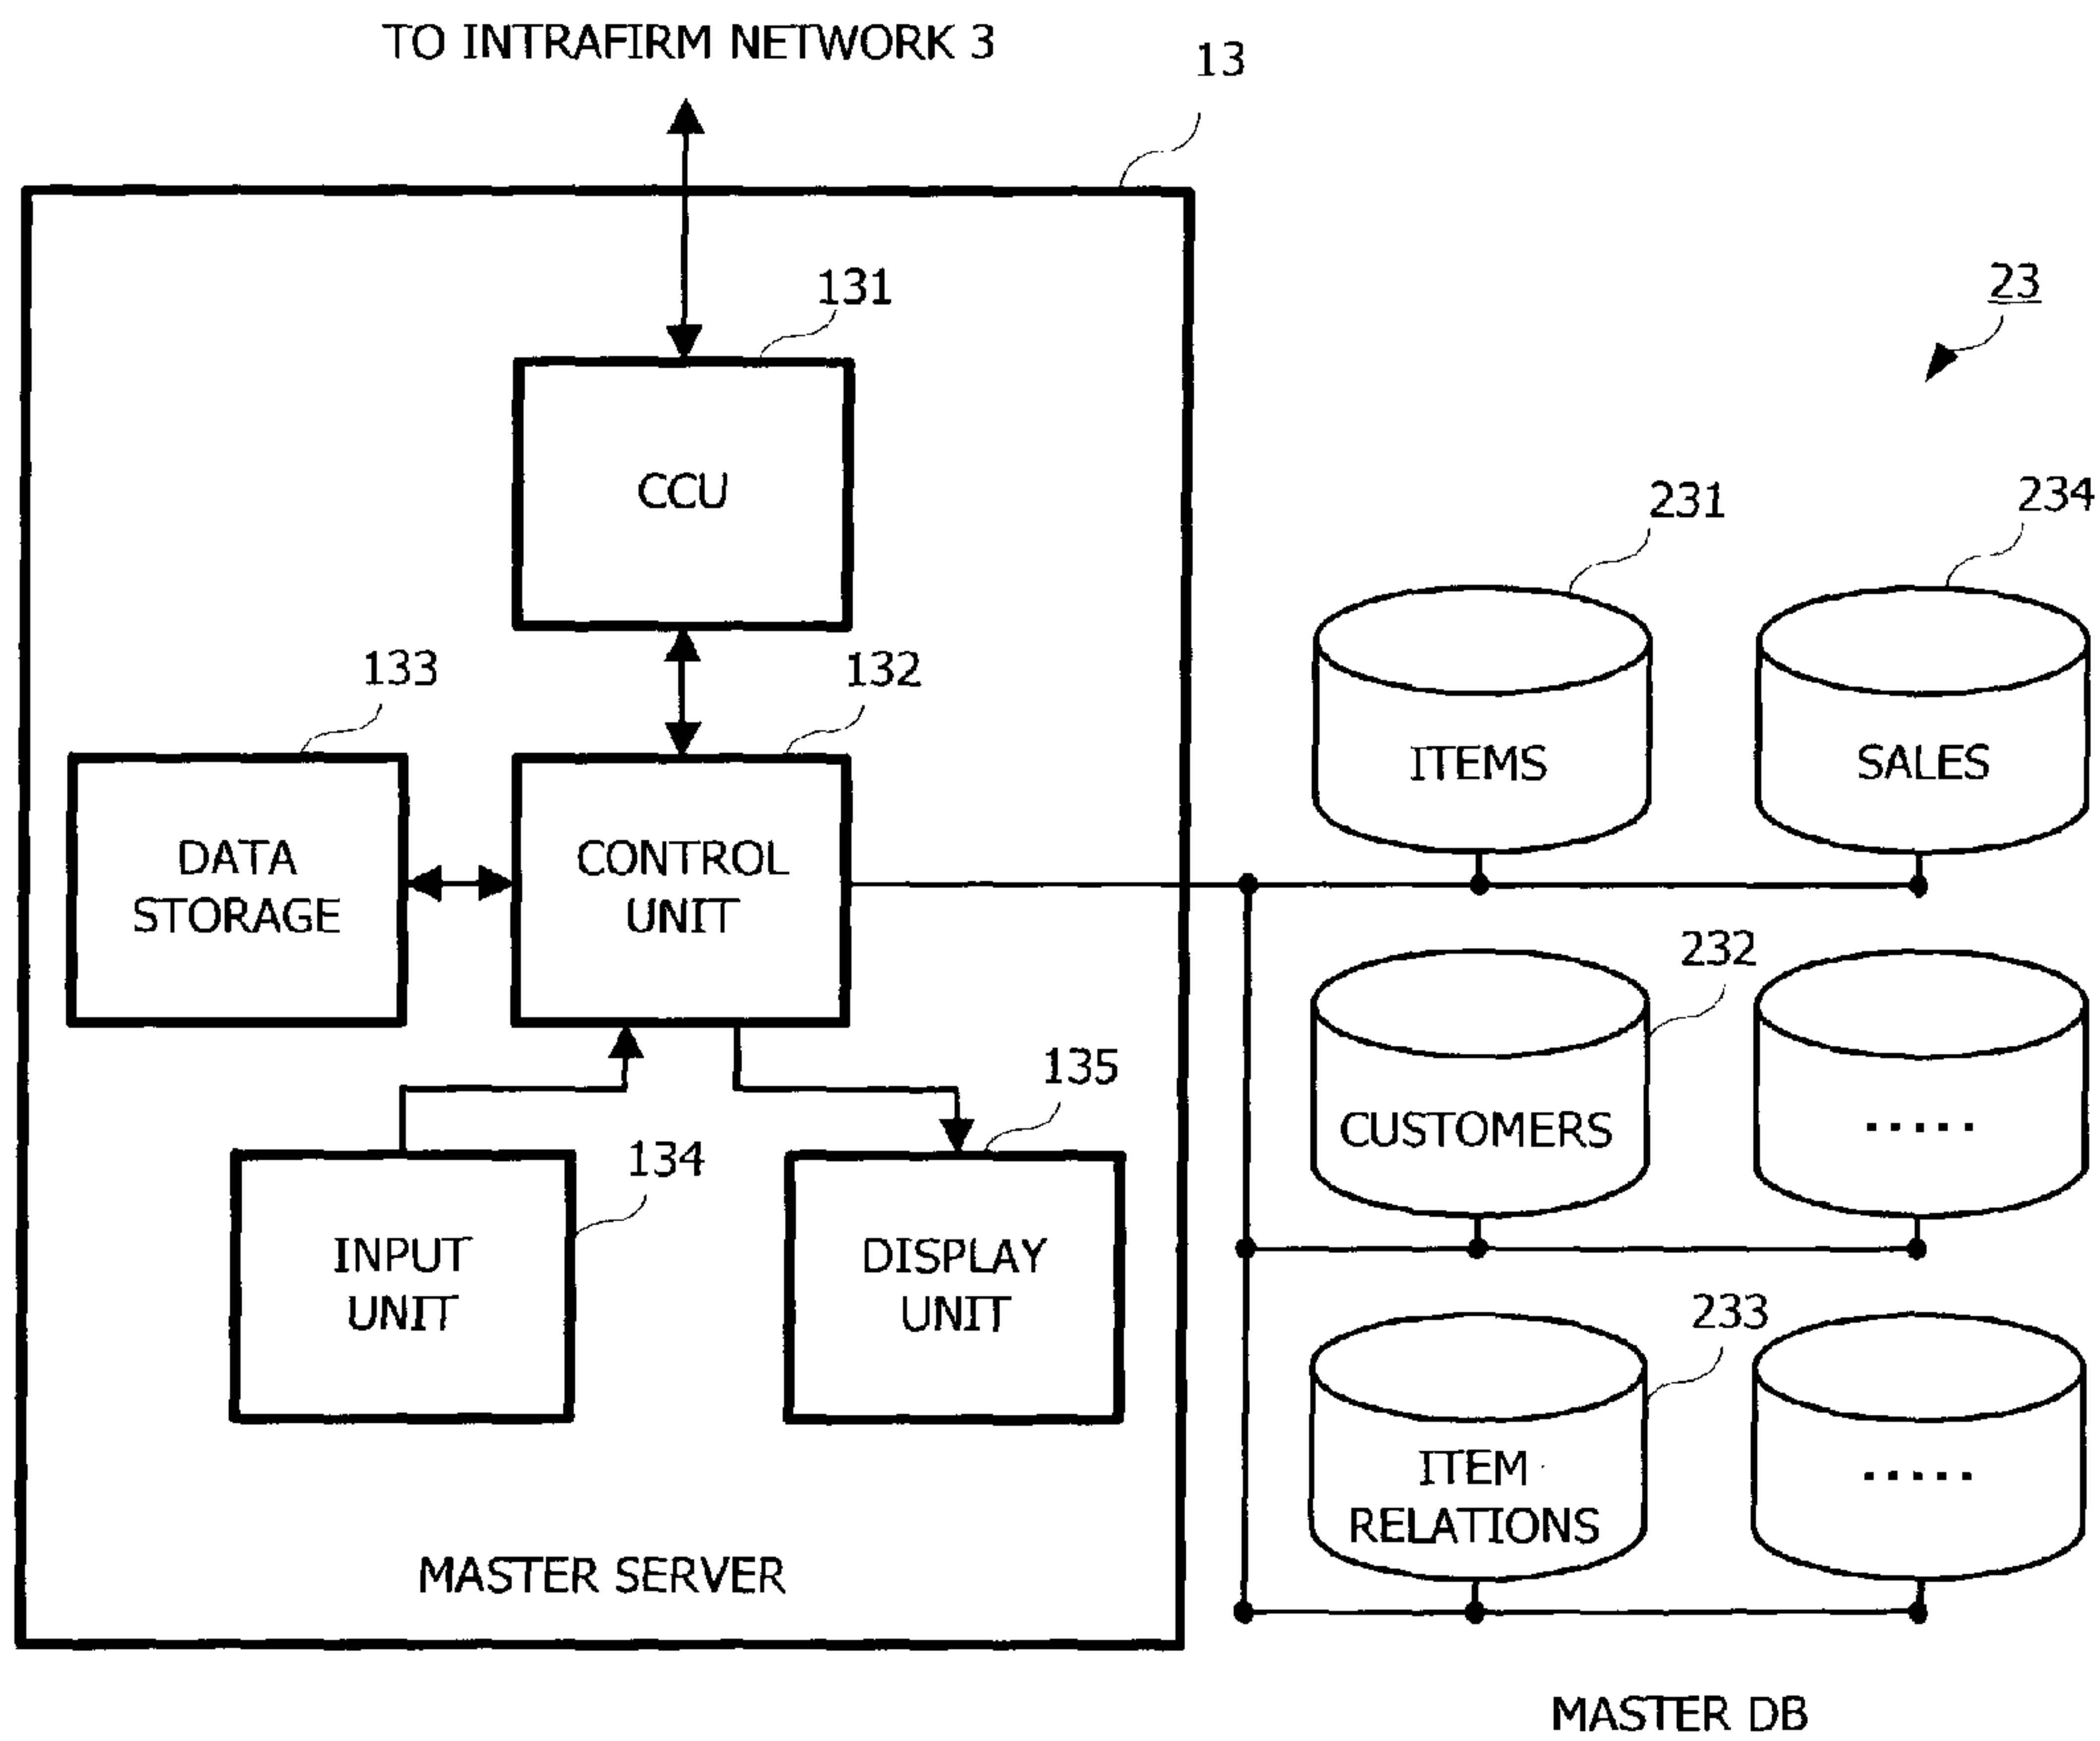 TO INTRAFIRM NETWORK 3
13
131
23
CCU
231
234
133
132
ITEMS
SALES
DATA
STORAGE
CONTROL
UNIT
232
135
CUSTOMERS
.....
134
INPUT
UNIT
DISPLAY
UNIT
233
ITEM
RELATIONS
.....
MASTER SERVER
MASTER DB